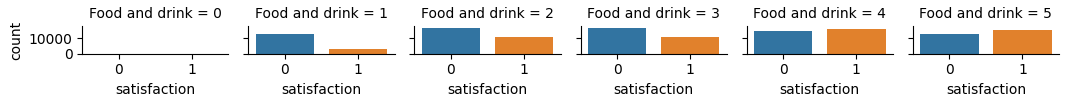 Food and drink = 0 Food and drink = 1 Food and drink = 2 Food and drink = 3 Food and drink = 4 Food and drink = 5
count
10000
0
0 1 0 1 0 1 0 1 0 1 0 1
satisfaction satisfaction satisfaction satisfaction satisfaction satisfaction